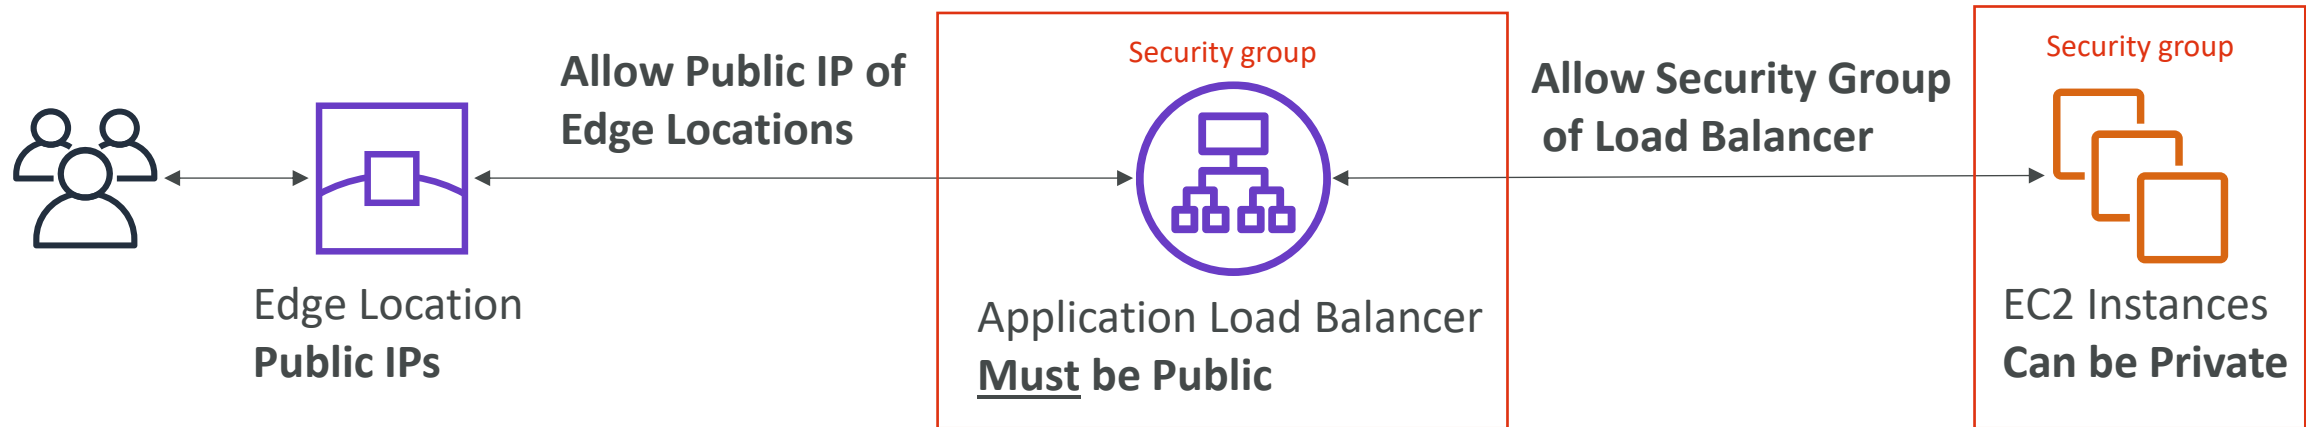 Allow Public IP of
Edge Locations
Security group
Allow Security Group
of Load Balancer
Security group
Edge Location
Public IPs
Application Load Balancer
Must be Public
EC2 Instances
Can be Private